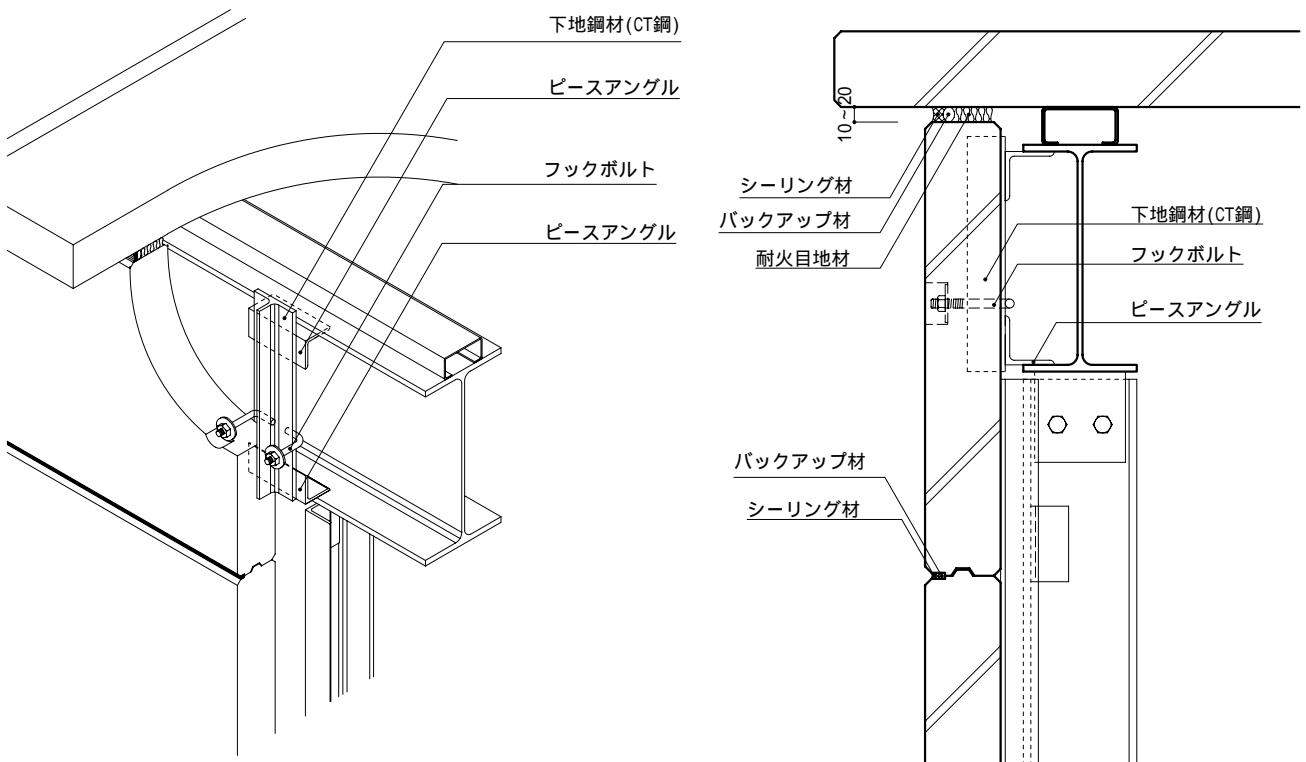 下地鋼材(CT鋼)
ピースアングル
フックボルト
ピースアングル
10~20
シーリング材
バックアップ材
耐火目地材
下地鋼材(CT鋼)
フックボルト
ピースアングル
バックアップ材
シーリング材